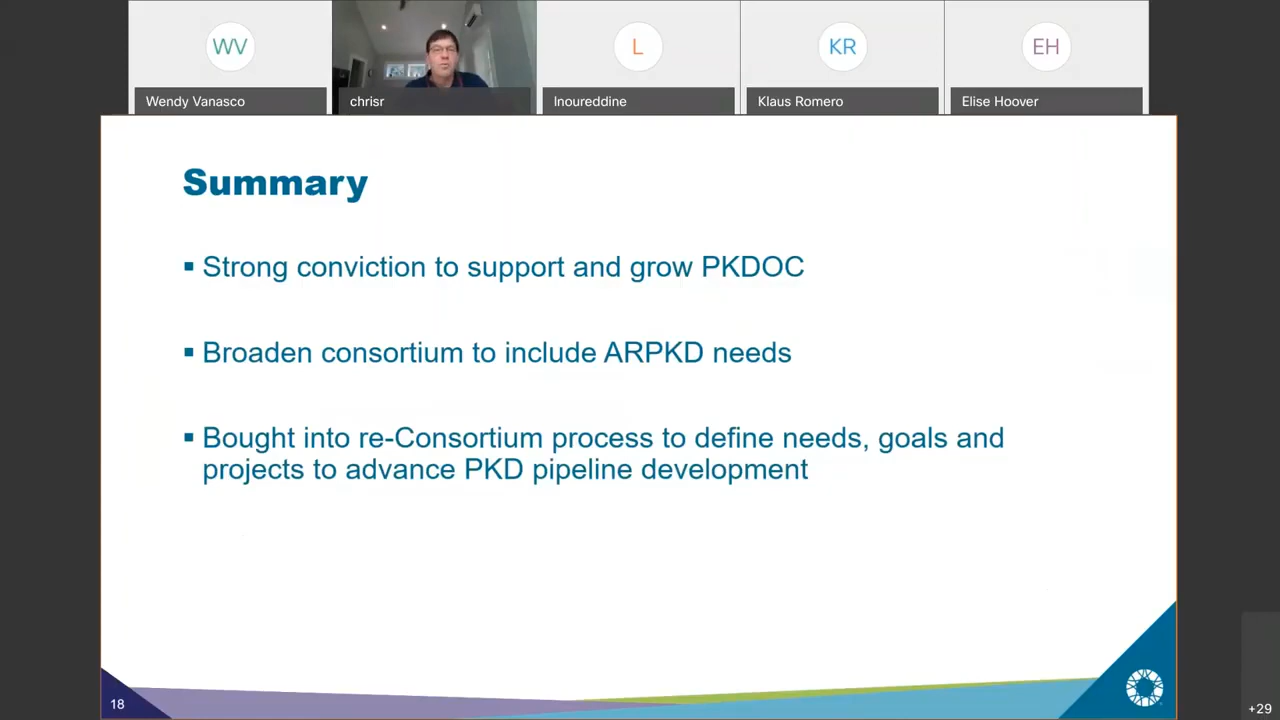 WV
L
KR
EH
Wendy Vanasco
chrisr
lnoureddine
Klaus Romero
Elise Hoover
Summary
▪ Strong conviction to support and grow PKDOC
▪ Broaden consortium to include ARPKD needs
▪ Bought into re-Consortium process to define needs, goals and
projects to advance PKD pipeline development
18
+29